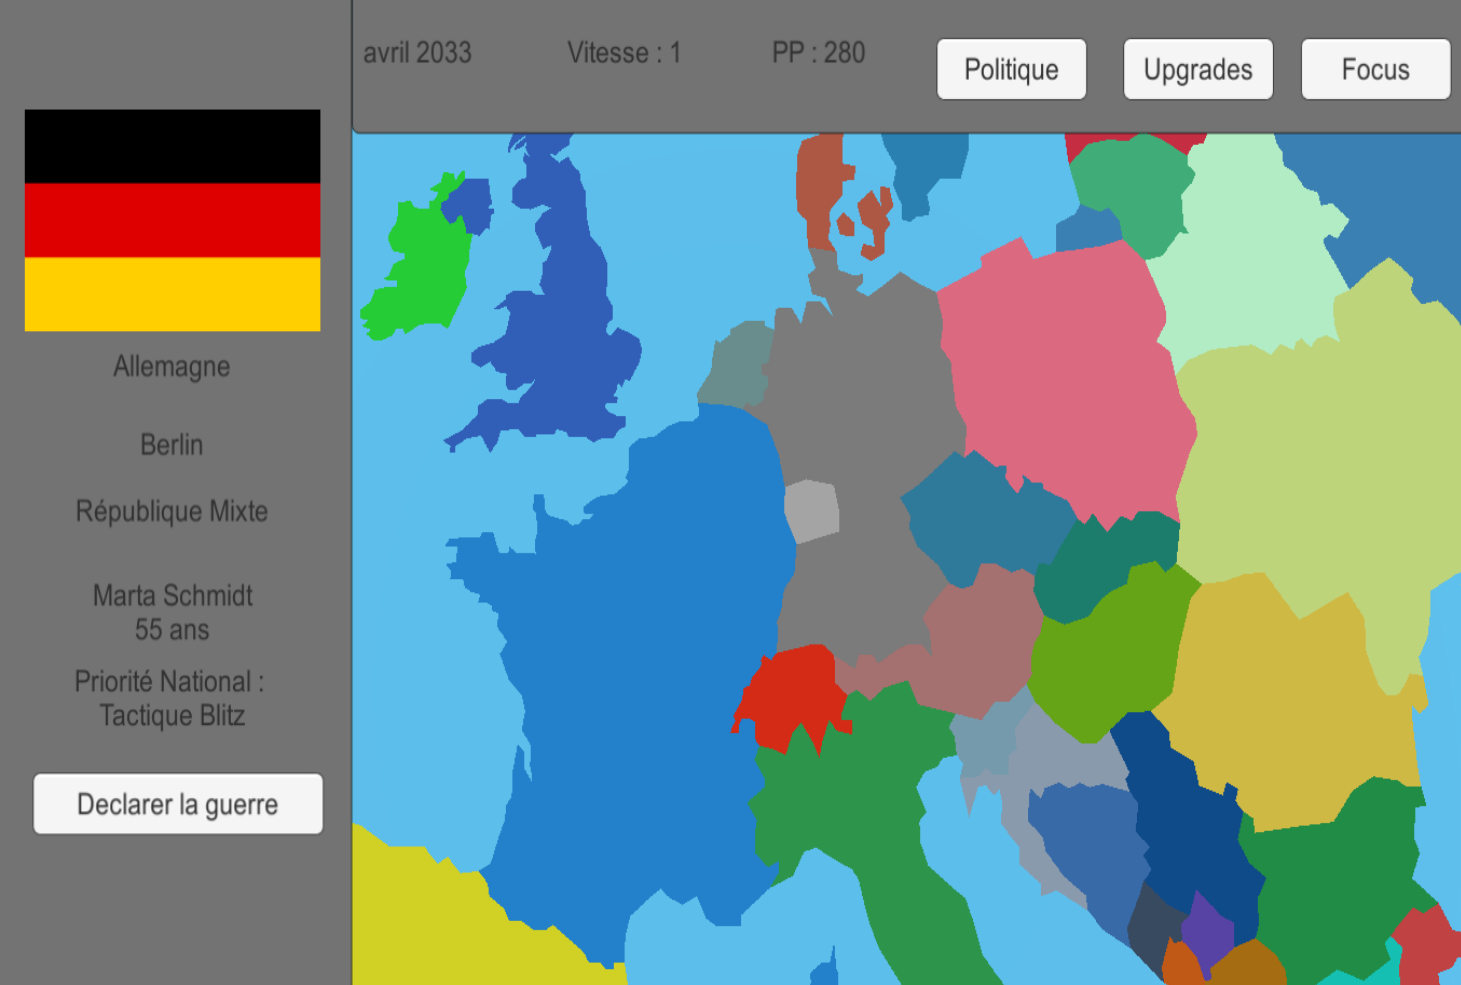 avril 2033
Vitesse : 1
PP : 280
Politique
Upgrades
Focus
Allemagne
Berlin
République Mixte
Marta Schmidt
55 ans
Priorité National :
Tactique Blitz
Declarer la guerre